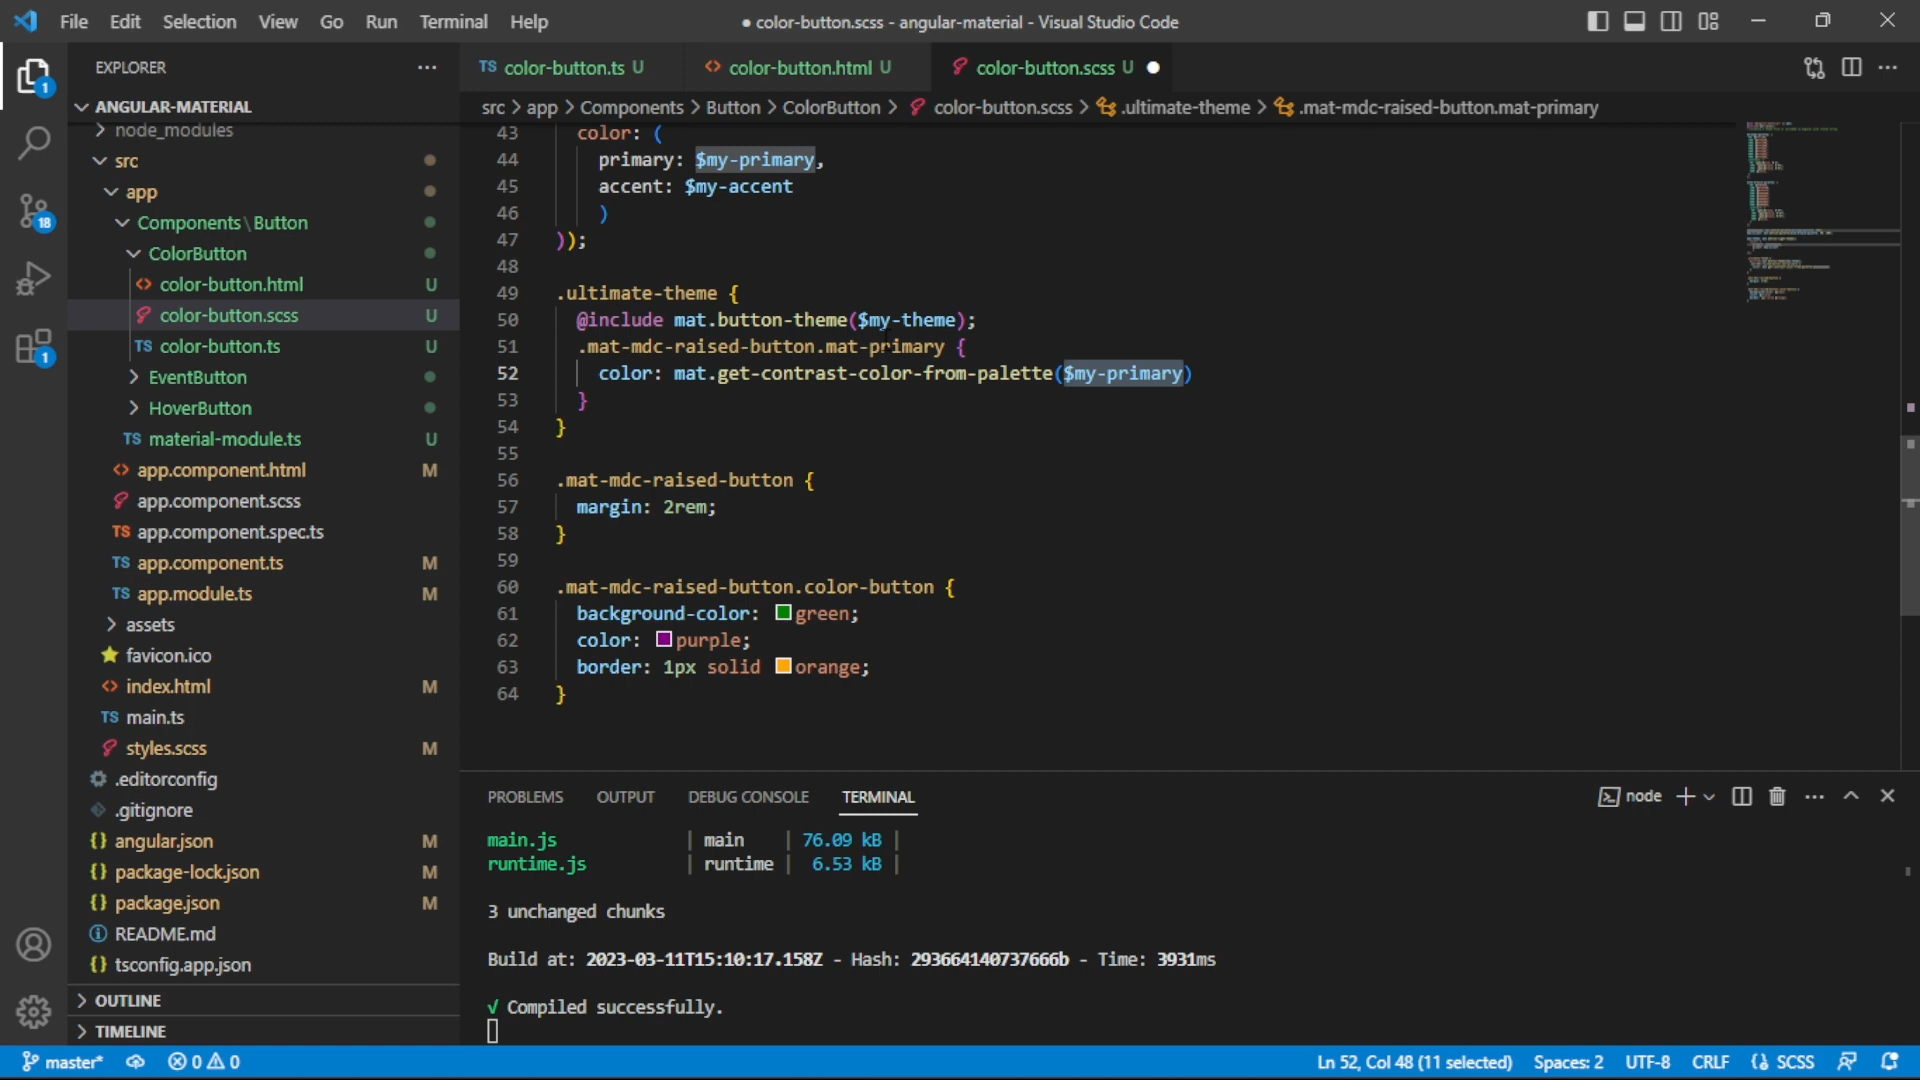 File Edit Selection View Go Run Terminal Help
● color-button.scss - angular-material - Visual Studio Code
EXPLORER
TS color-button.ts U
<> color-button.html U
color-button.scss U ●
ANGULAR-MATERIAL
src > app > Components > Button > ColorButton > color-button.scss > .ultimate-theme > .mat-mdc-raised-button.mat-primary
> node_modules
src
app
Components\Button
ColorButton
<> color-button.html U
color-button.scss U
TS color-button.ts U
> EventButton
> HoverButton
TS material-module.ts U
<> app.component.html M
app.component.scss
TS app.component.spec.ts
TS app.component.ts M
TS app.module.ts M
> assets
favicon.ico
<> index.html M
TS main.ts
styles.scss M
.editorconfig
.gitignore
{} angular.json M
{} package-lock.json M
{} package.json M
README.md
{} tsconfig.app.json
> OUTLINE
> TIMELINE
1
18
1
43 color: (
44 primary: $my-primary,
45 accent: $my-accent
46 )
47 ));
48
49 .ultimate-theme {
50 @include mat.button-theme($my-theme);
51 .mat-mdc-raised-button.mat-primary {
52 color: mat.get-contrast-color-from-palette($my-primary)
53 }
54 }
55
56 .mat-mdc-raised-button {
57 margin: 2rem;
58 }
59
60 .mat-mdc-raised-button.color-button {
61 background-color: green;
62 color: purple;
63 border: 1px solid orange;
64 }
PROBLEMS OUTPUT DEBUG CONSOLE TERMINAL
node
main.js | main | 76.09 kB |
runtime.js | runtime | 6.53 kB |
3 unchanged chunks
Build at: 2023-03-11T15:10:17.158Z - Hash: 293664140737666b - Time: 3931ms
√ Compiled successfully.
master* 0 0
Ln 52, Col 48 (11 selected) Spaces: 2 UTF-8 CRLF {} SCSS